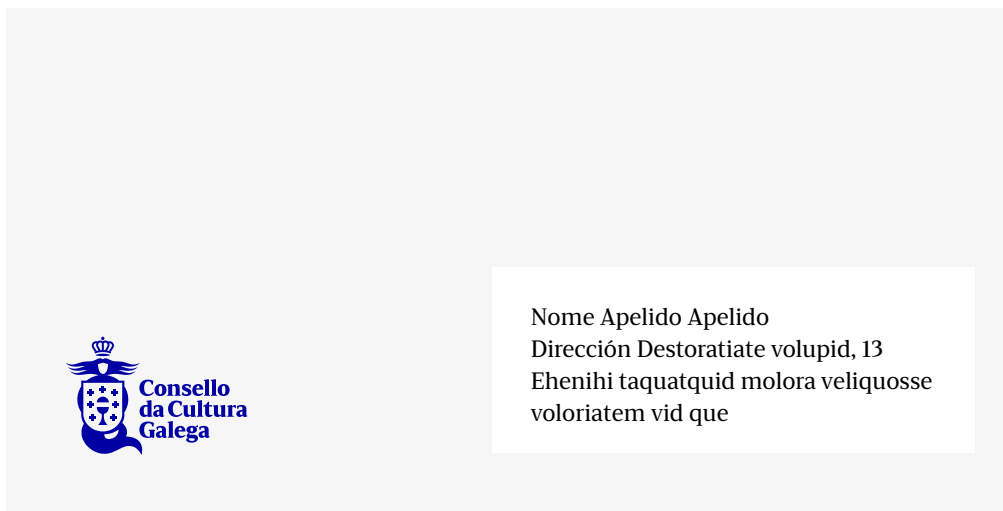 Consello
da Cultura
Galega
Nome Apelido Apelido
Dirección Destoratiate volupid, 13
Ehenihi taquatquid molora veliquosse
voloriatem vid que